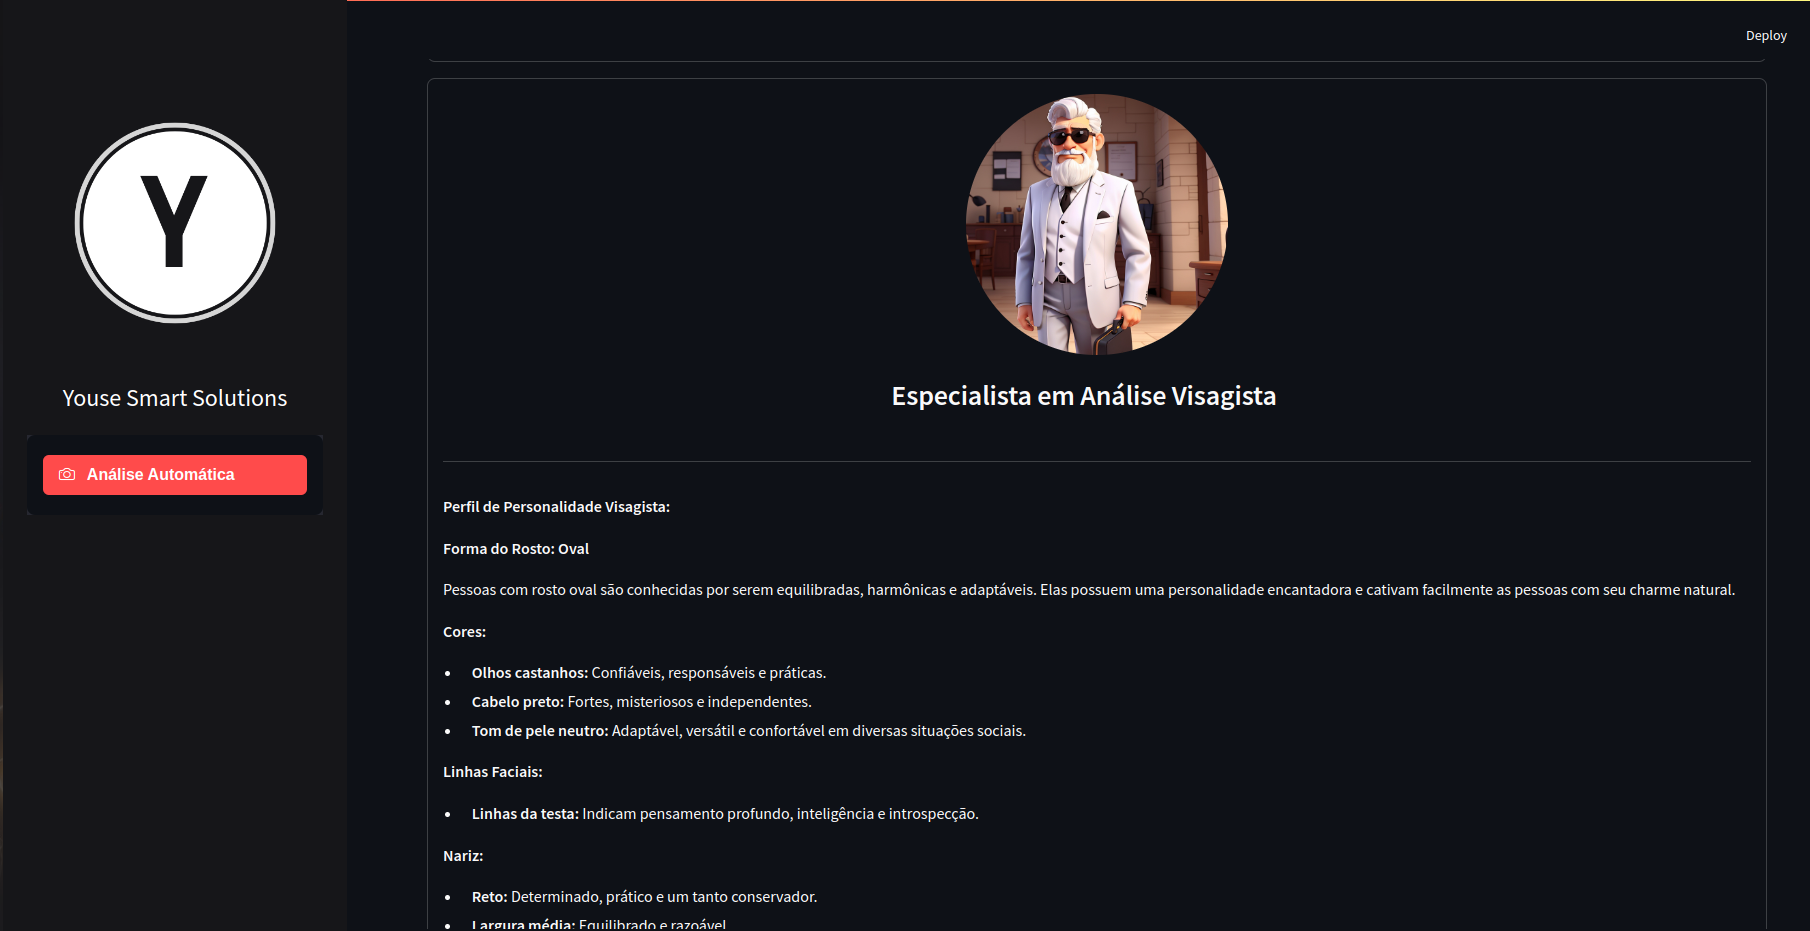 Deploy
Y
Youse Smart Solutions
Análise Automática
Especialista em Análise Visagista
Perfil de Personalidade Visagista:
Forma do Rosto: Oval
Pessoas com rosto oval são conhecidas por serem equilibradas, harmônicas e adaptáveis. Elas possuem uma personalidade encantadora e cativam facilmente as pessoas com seu charme natural.
Cores:
• Olhos castanhos: Confiáveis, responsáveis e práticas.
• Cabelo preto: Fortes, misteriosos e independentes.
• Tom de pele neutro: Adaptável, versátil e confortável em diversas situações sociais.
Linhas Faciais:
• Linhas da testa: Indicam pensamento profundo, inteligência e introspecção.
Nariz:
• Reto: Determinado, prático e um tanto conservador.
• Largura média: Equilibrado e razoável